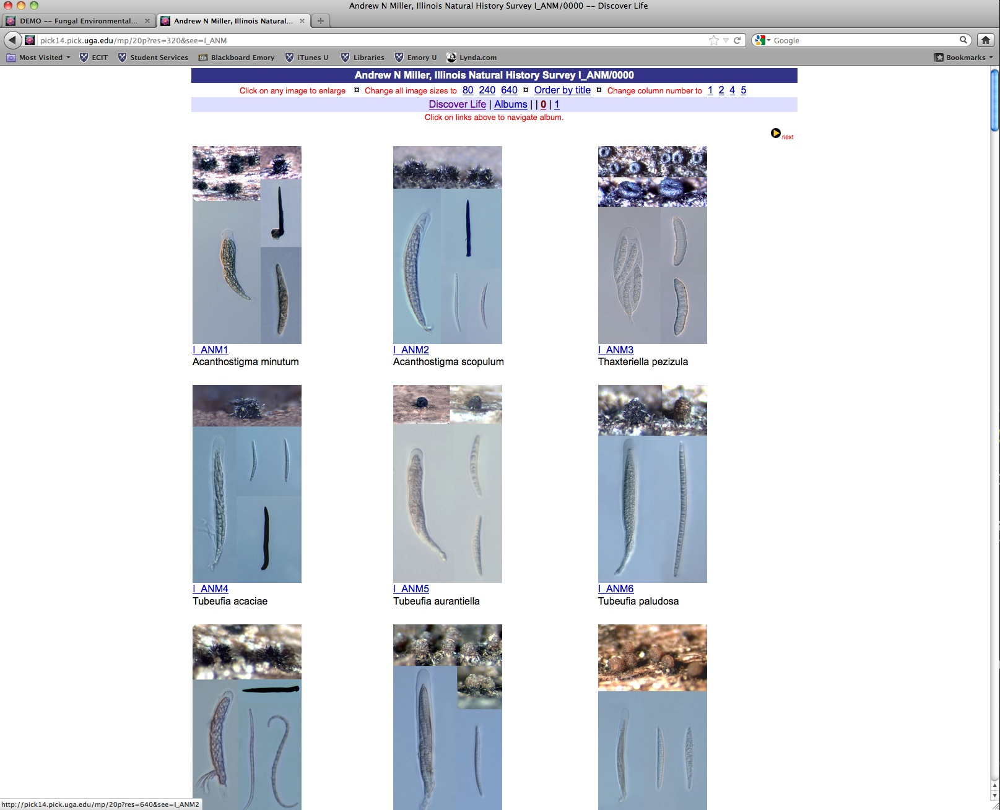 Andrew N Miller, Illinois Natural History Survey I_ANM/0000 -- Discover Life
DEMO -- Fungal Environmental...
Andrew N Miller, Illinois Natural...
pick14.pick.uga.edu/mp/20p?res=320&see=I_ANM
Google
Most Visited
ECIT
Student Services
Bb Blackboard Emory
iTunes U
Libraries
Emory U
Lynda.com
Bookmarks
Andrew N Miller, Illinois Natural History Survey I_ANM/0000
Click on any image to enlarge ¤ Change all image sizes to 80 240 640 ¤ Order by title ¤ Change column number to 1 2 4 5
Discover Life | Albums | | 0 | 1
Click on links above to navigate album.
next
I_ANM1
Acanthostigma minutum
I_ANM2
Acanthostigma scopulum
I_ANM3
Thaxteriella pezizula
I_ANM4
Tubeufia acaciae
I_ANM5
Tubeufia aurantiella
I_ANM6
Tubeufia paludosa
http://pick14.pick.uga.edu/mp/20p?res=640&see=I_ANM2